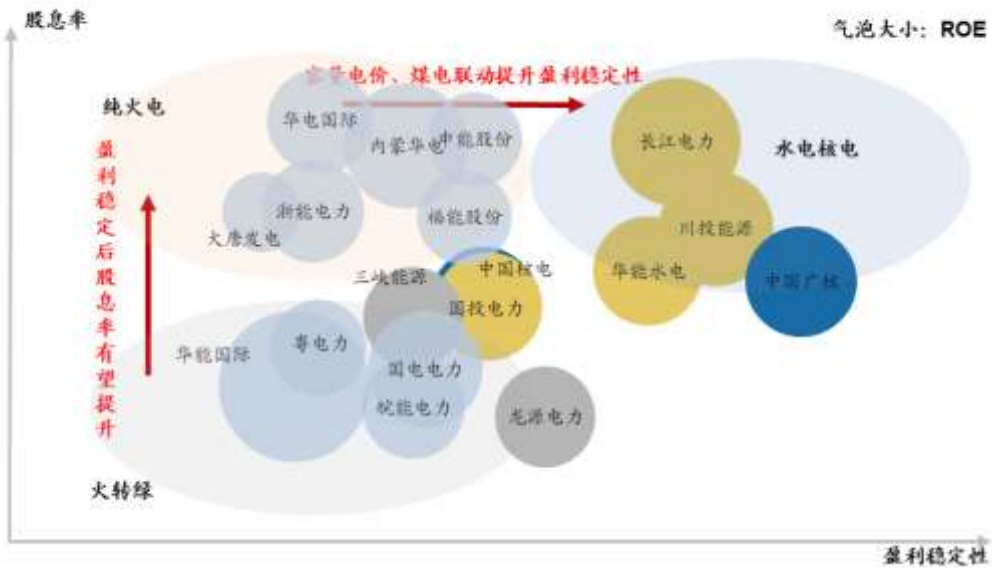 股息率
气泡大小：ROE
容量电价、煤电联动提升盈利稳定性
纯火电
华电国际
内蒙华电
申能股份
长江电力
水电核电
盈利稳定后股息率有望提升
浙能电力
福能股份
大唐发电
川投能源
三峡能源
中国核电
华能水电
中国广核
国投电力
华能国际
粤电力
国电电力
皖能电力
龙源电力
火转绿
盈利稳定性